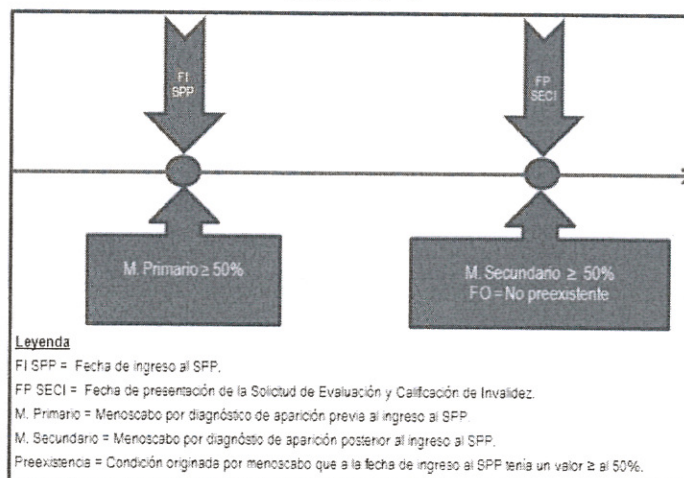 FI
SPP
FP
SECI
M. Primario ≥ 50%
M. Secundario ≥ 50%
FO = No preexistente
Leyenda
FI SPP = Fecha de ingreso al SPP.
FP SECI = Fecha de presentación de la Solicitud de Evaluación y Calificación de Invalidez.
M. Primario = Menoscabo por diagnóstico de aparición previa al ingreso al SPP.
M. Secundario = Menoscabo por diagnóstico de aparición posterior al ingreso al SPP.
Preexistencia = Condición originada por menoscabo que a la fecha de ingreso al SPP tenía un valor ≥ al 50%.